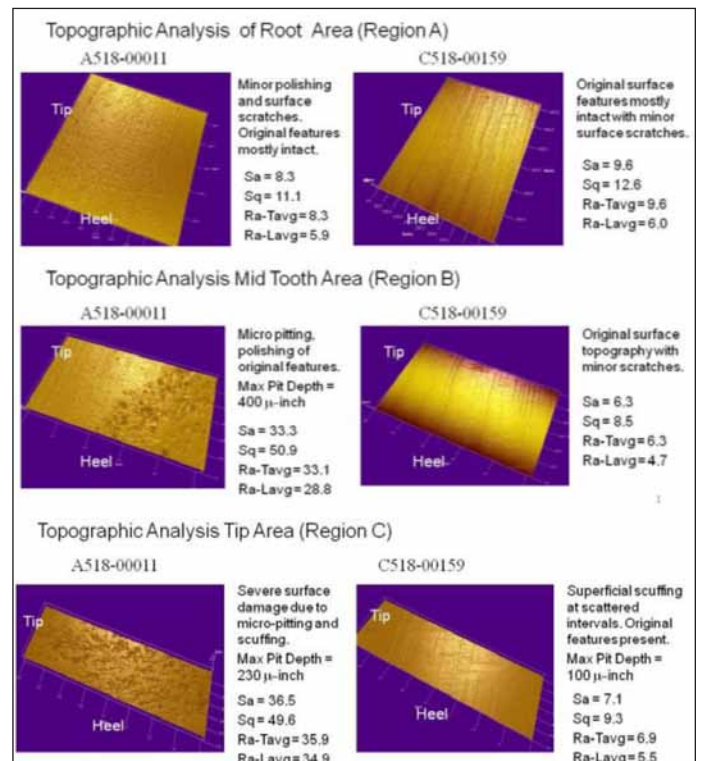 Topographic Analysis of Root Area (Region A)
A518-00011
C518-00159
Tip
Heel
Minor polishing
and surface
scratches.
Original features
mostly intact.
Sa = 8.3
Sq = 11.1
Ra-Tavg=8.3
Ra-Lavg=5.9
Tip
Heel
Original surface
features mostly
intact with minor
surface scratches.
Sa = 9.6
Sq = 12.6
Ra-Tavg=9.6
Ra-Lavg=6.0
Topographic Analysis Mid Tooth Area (Region B)
A518-00011
C518-00159
Tip
Heel
Micro pitting,
polishing of
original features.
Max Pit Depth =
400 µ-inch
Sa = 33.3
Sq = 50.9
Ra-Tavg=33.1
Ra-Lavg=28.8
Tip
Heel
Original surface
topography with
minor scratches.
Sa = 6.3
Sq = 8.5
Ra-Tavg=6.3
Ra-Lavg=4.7
Topographic Analysis Tip Area (Region C)
A518-00011
C518-00159
Tip
Heel
Severe surface
damage due to
micro-pitting and
scuffing.
Max Pit Depth =
230 µ-inch
Sa = 36.5
Sq = 49.6
Ra-Tavg=35.9
Ra-Lavg=34.9
Tip
Heel
Superficial scuffing
at scattered
intervals. Original
features present.
Max Pit Depth =
100 µ-inch
Sa = 7.1
Sq = 9.3
Ra-Tavg=6.9
Ra-Lavg=5.5